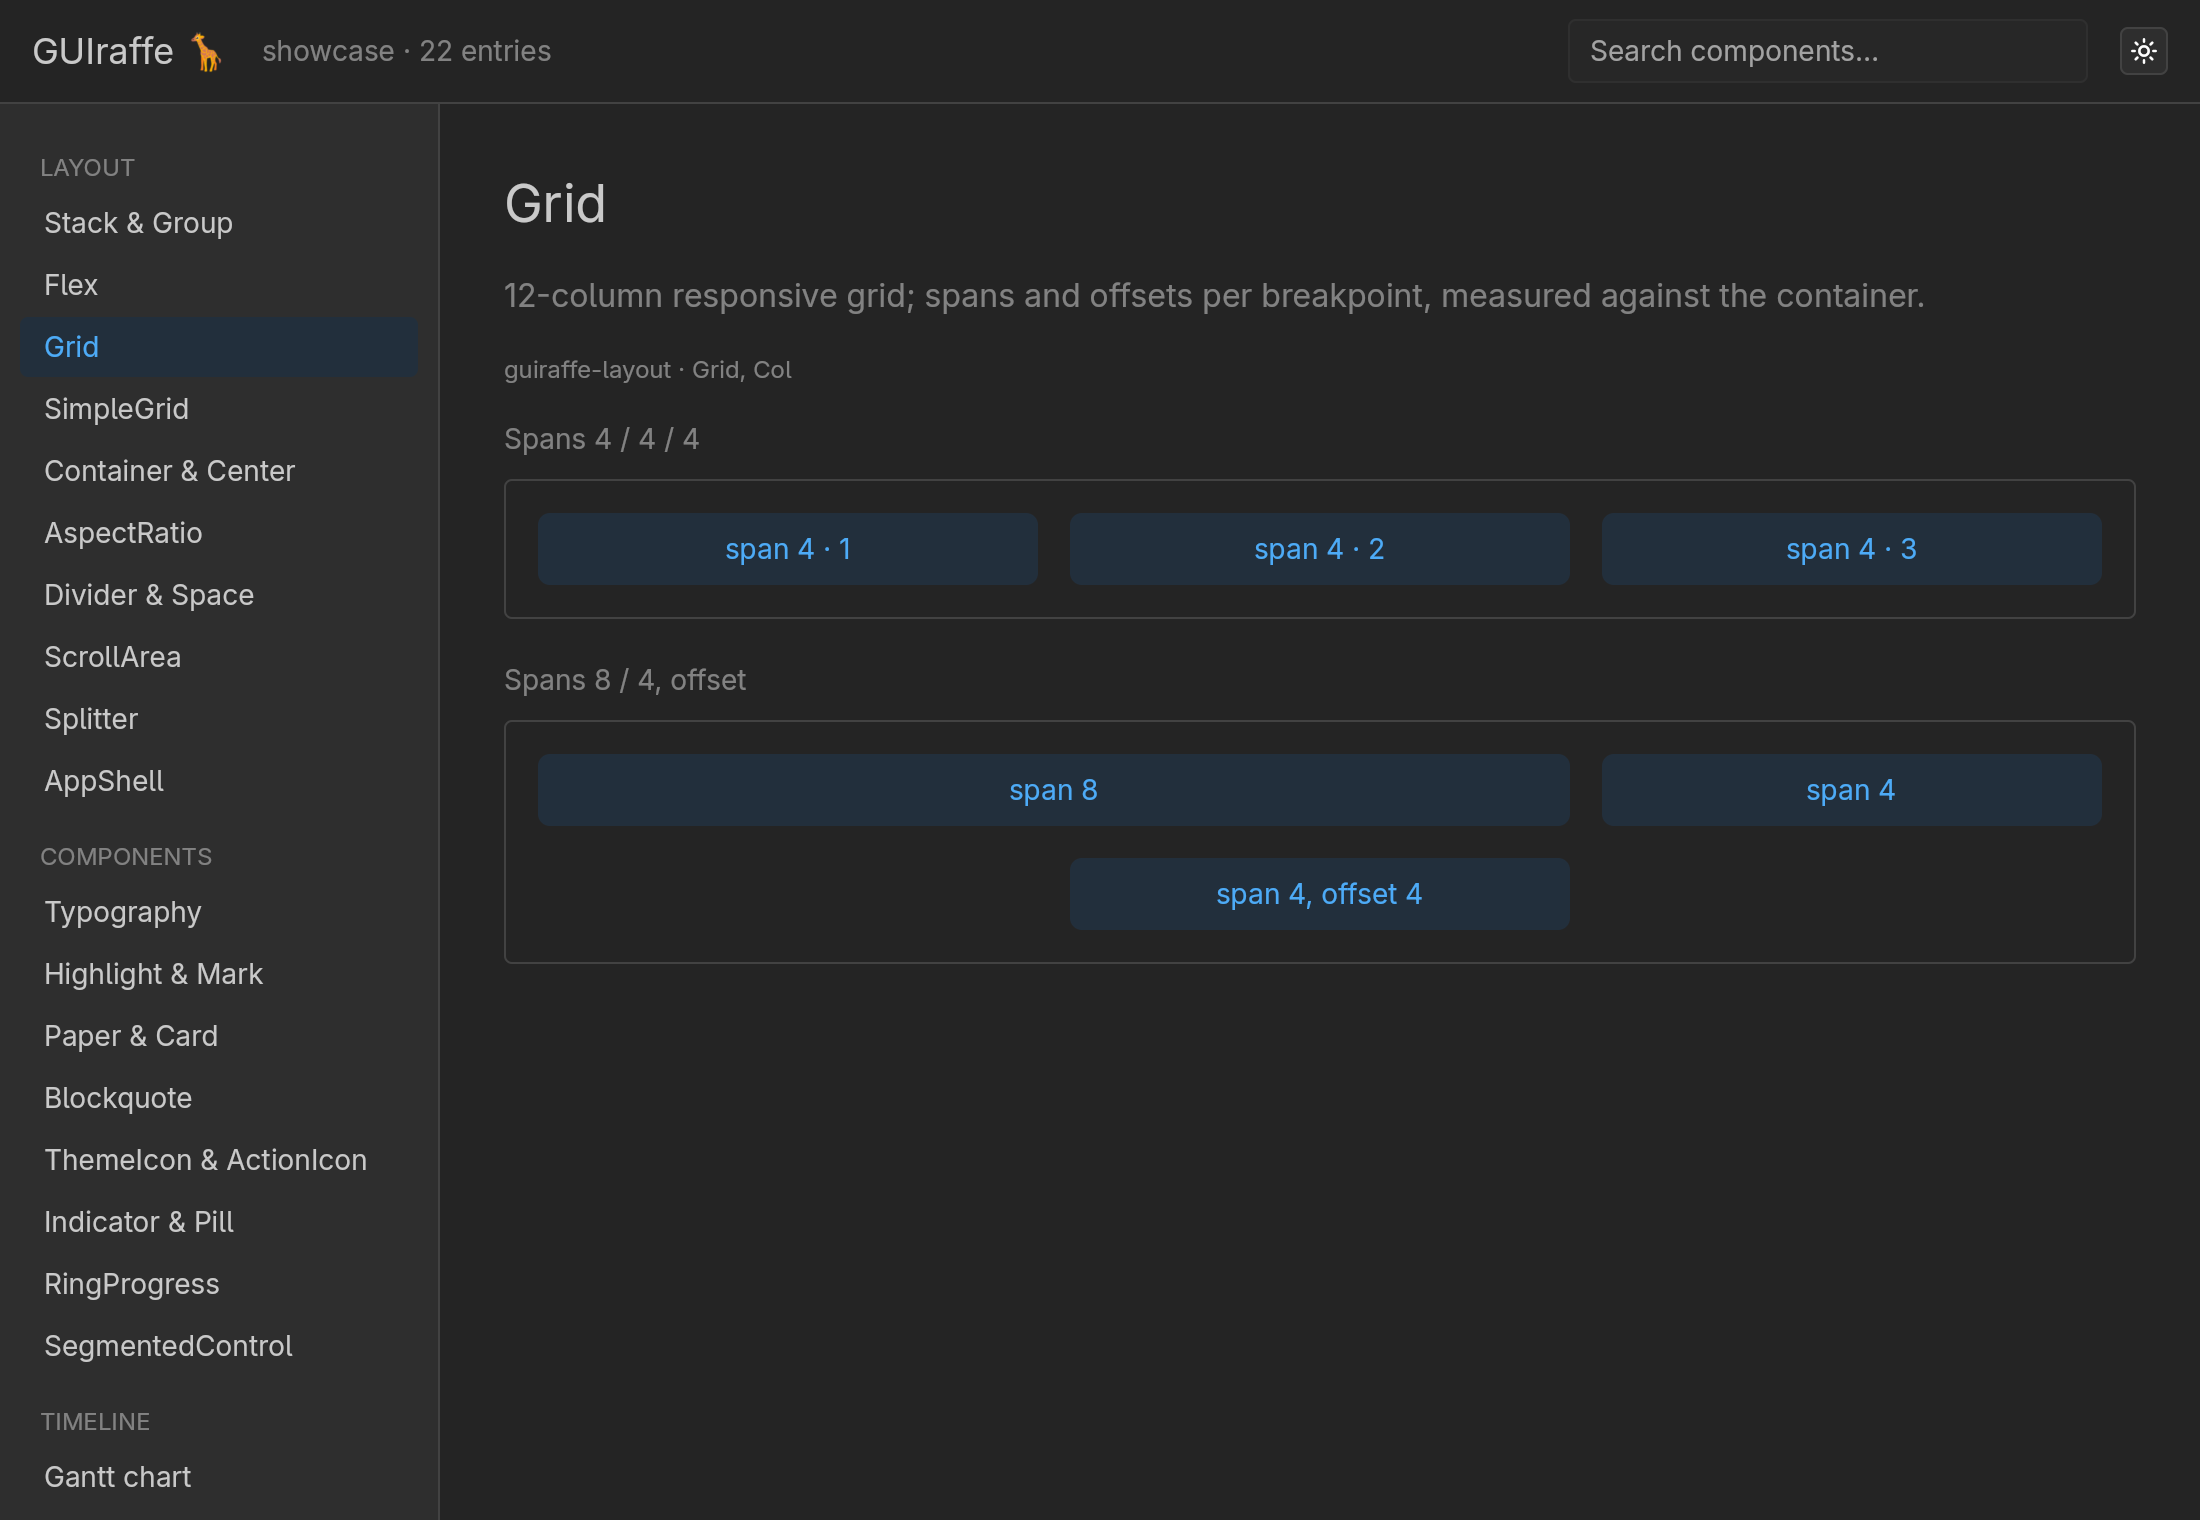 GUIraffe 🦒 showcase · 22 entries Search components...
LAYOUT
Stack & Group
Flex
Grid
SimpleGrid
Container & Center
AspectRatio
Divider & Space
ScrollArea
Splitter
AppShell
COMPONENTS
Typography
Highlight & Mark
Paper & Card
Blockquote
ThemeIcon & ActionIcon
Indicator & Pill
RingProgress
SegmentedControl
TIMELINE
Gantt chart
Grid
12-column responsive grid; spans and offsets per breakpoint, measured against the container.
guiraffe-layout · Grid, Col
Spans 4 / 4 / 4
span 4 · 1 span 4 · 2 span 4 · 3
Spans 8 / 4, offset
span 8 span 4
span 4, offset 4